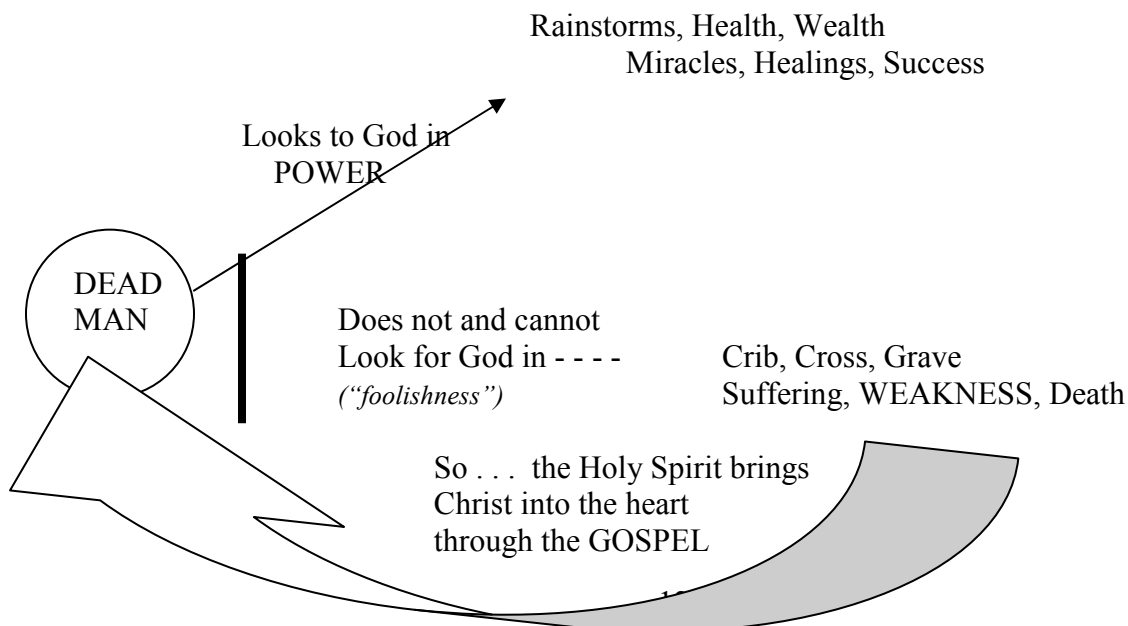 Rainstorms, Health, Wealth
Miracles, Healings, Success
Looks to God in
POWER
DEAD
MAN
Does not and cannot
Look for God in - - - -
(“foolishness”)
Crib, Cross, Grave
Suffering, WEAKNESS, Death
So . . . the Holy Spirit brings
Christ into the heart
through the GOSPEL